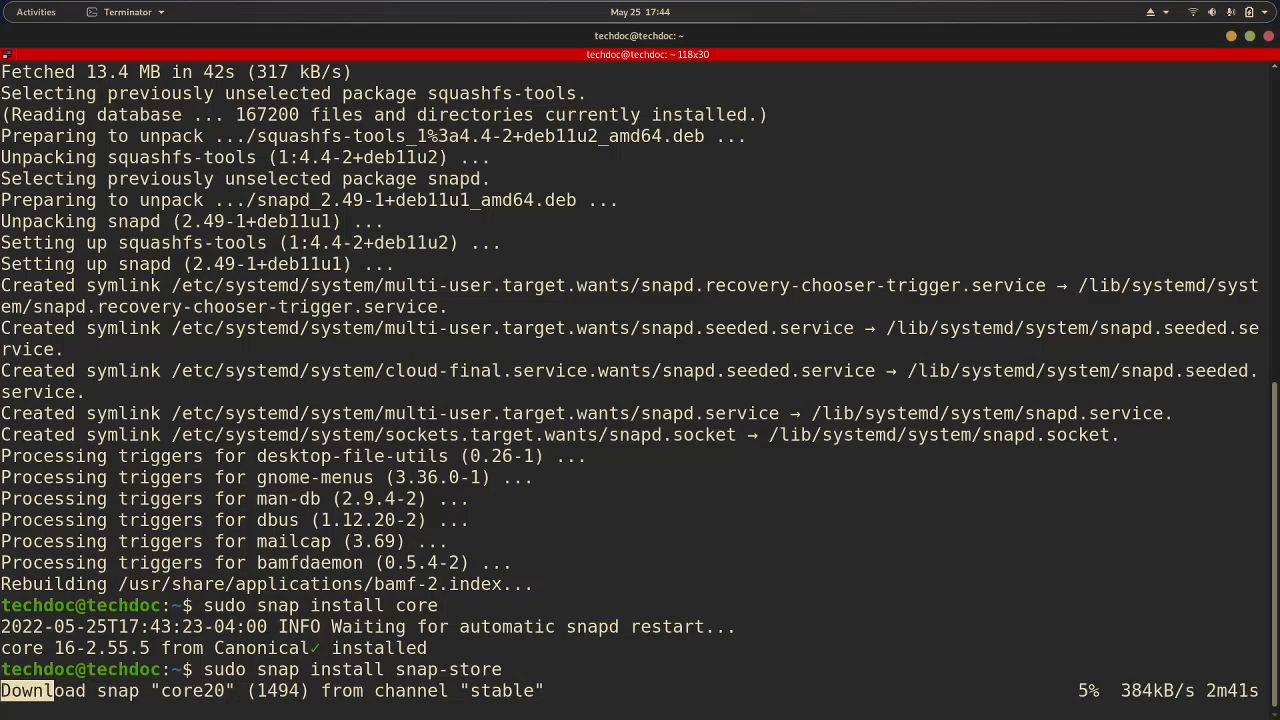 Activities Terminator May 25 17:44
techdoc@techdoc: ~
techdoc@techdoc: ~ 118x30
Fetched 13.4 MB in 42s (317 kB/s)
Selecting previously unselected package squashfs-tools.
(Reading database ... 167200 files and directories currently installed.)
Preparing to unpack .../squashfs-tools_1%3a4.4-2+deb11u2_amd64.deb ...
Unpacking squashfs-tools (1:4.4-2+deb11u2) ...
Selecting previously unselected package snapd.
Preparing to unpack .../snapd_2.49-1+deb11u1_amd64.deb ...
Unpacking snapd (2.49-1+deb11u1) ...
Setting up squashfs-tools (1:4.4-2+deb11u2) ...
Setting up snapd (2.49-1+deb11u1) ...
Created symlink /etc/systemd/system/multi-user.target.wants/snapd.recovery-chooser-trigger.service → /lib/systemd/syst
em/snapd.recovery-chooser-trigger.service.
Created symlink /etc/systemd/system/multi-user.target.wants/snapd.seeded.service → /lib/systemd/system/snapd.seeded.se
rvice.
Created symlink /etc/systemd/system/cloud-final.service.wants/snapd.seeded.service → /lib/systemd/system/snapd.seeded.
service.
Created symlink /etc/systemd/system/multi-user.target.wants/snapd.service → /lib/systemd/system/snapd.service.
Created symlink /etc/systemd/system/sockets.target.wants/snapd.socket → /lib/systemd/system/snapd.socket.
Processing triggers for desktop-file-utils (0.26-1) ...
Processing triggers for gnome-menus (3.36.0-1) ...
Processing triggers for man-db (2.9.4-2) ...
Processing triggers for dbus (1.12.20-2) ...
Processing triggers for mailcap (3.69) ...
Processing triggers for bamfdaemon (0.5.4-2) ...
Rebuilding /usr/share/applications/bamf-2.index...
techdoc@techdoc:~$ sudo snap install core
2022-05-25T17:43:23-04:00 INFO Waiting for automatic snapd restart...
core 16-2.55.5 from Canonical✓ installed
techdoc@techdoc:~$ sudo snap install snap-store
Download snap "core20" (1494) from channel "stable" 5% 384kB/s 2m41s